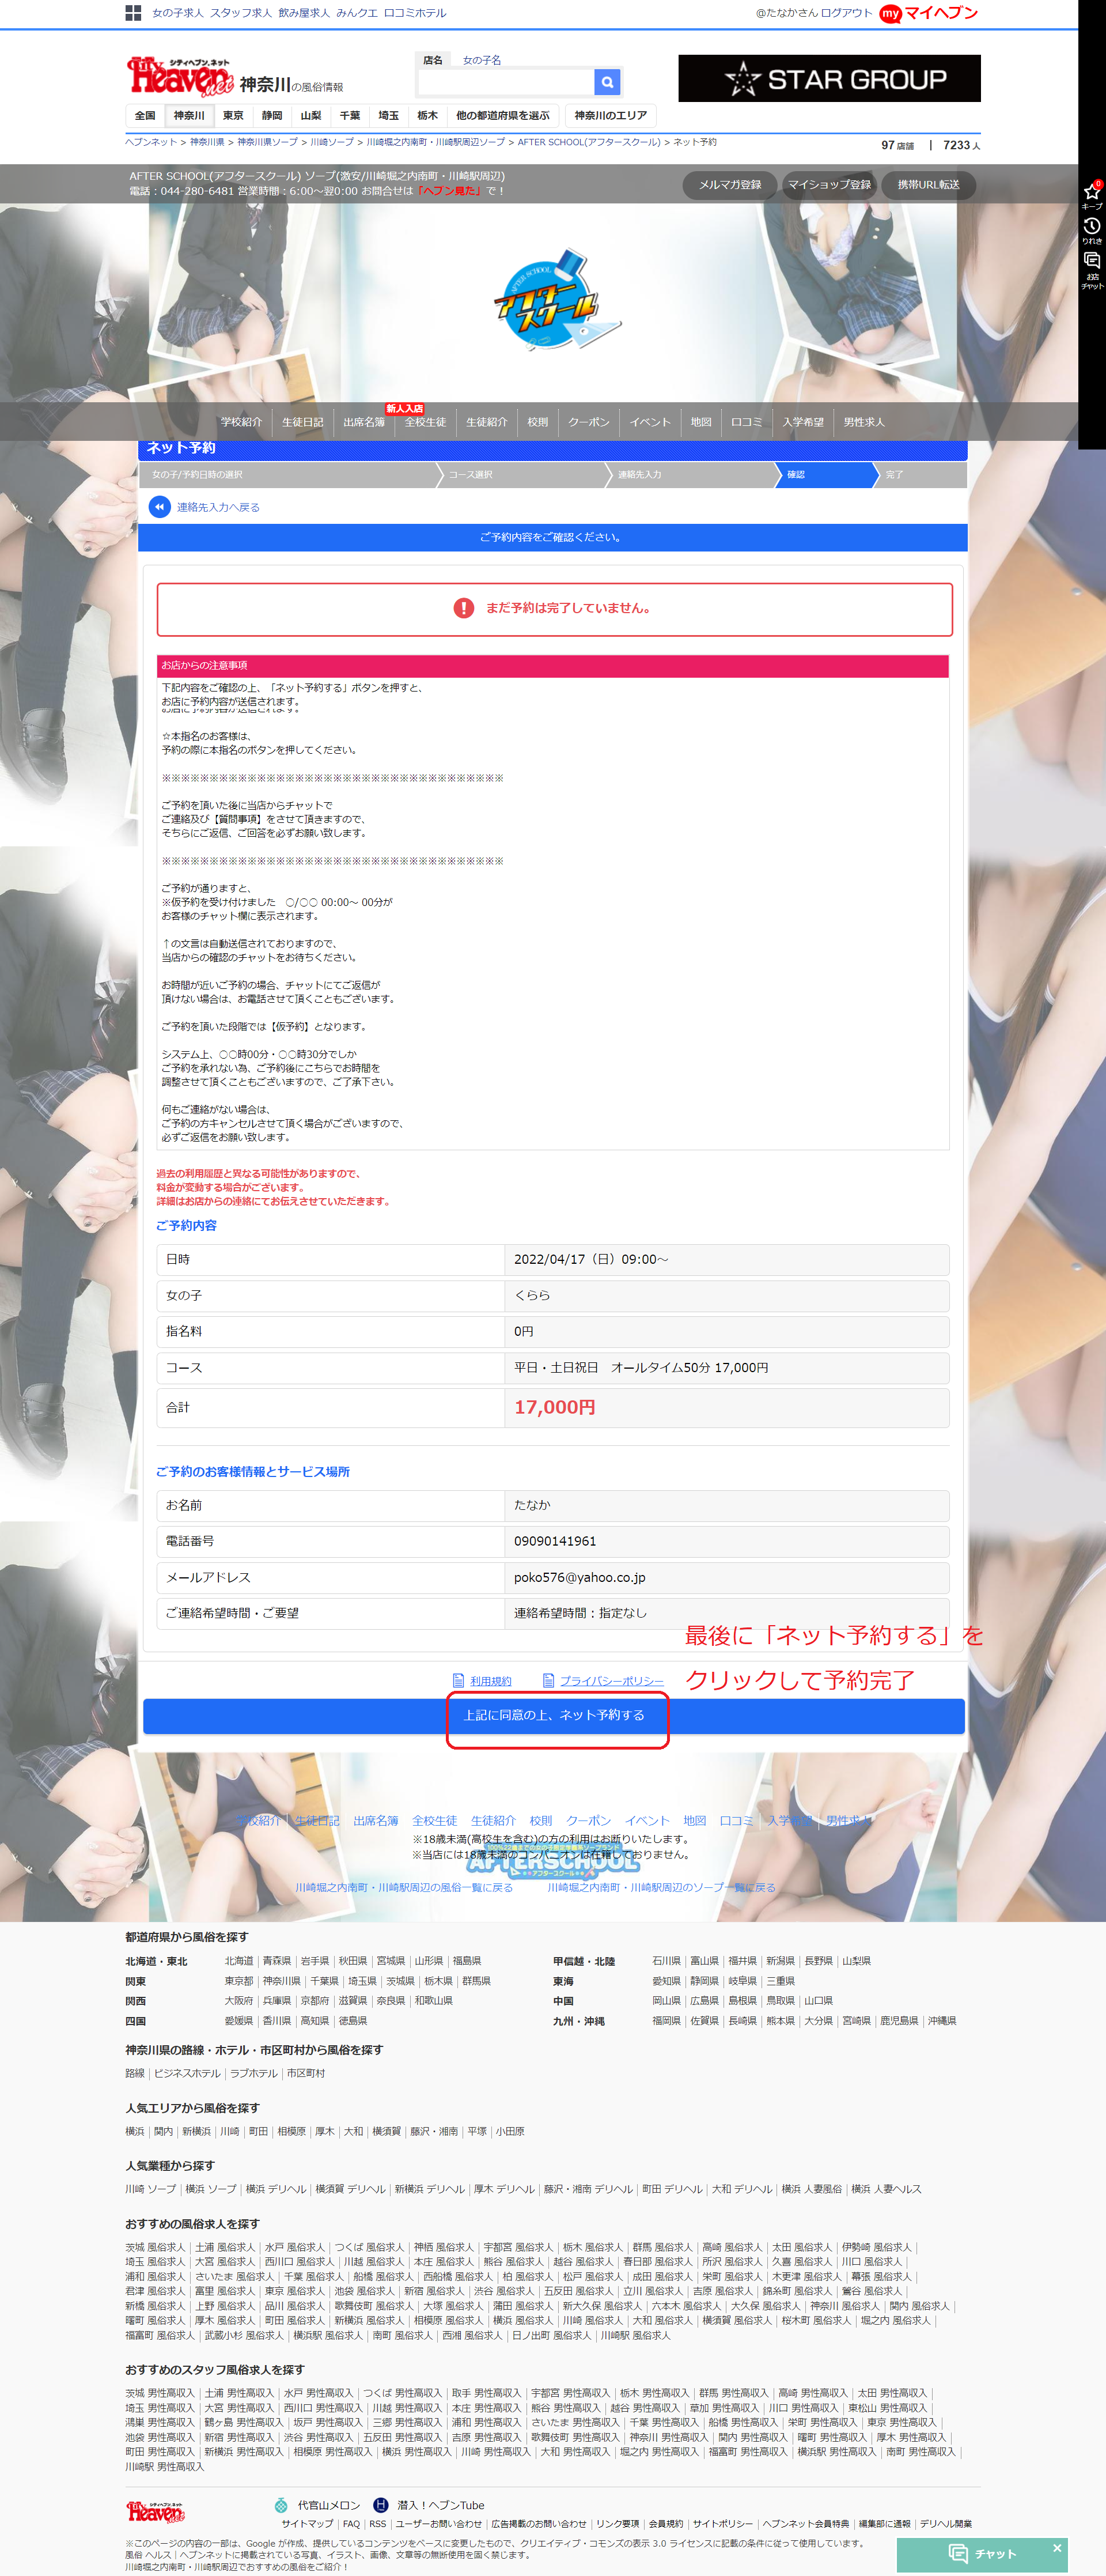 女の子求人 スタッフ求人 飲み屋求人 みんクエ 口コミホテル
@たなかさん ログアウト my マイヘブン
シティヘブン.ネット Heaven.net 神奈川の風俗情報
店名 女の子名
STAR GROUP
全国 神奈川 東京 静岡 山梨 千葉 埼玉 栃木 他の都道府県を選ぶ 神奈川のエリア
ヘブンネット > 神奈川県 > 神奈川県ソープ > 川崎ソープ > 川崎堀之内南町・川崎駅周辺ソープ > AFTER SCHOOL(アフタースクール) > ネット予約
97店舗 | 7233人
AFTER SCHOOL(アフタースクール) ソープ(激安/川崎堀之内南町・川崎駅周辺)
電話：044-280-6481 営業時間：6:00～翌0:00 お問合せは「ヘブン見た」で！
メルマガ登録 マイショップ登録 携帯URL転送
0
キープ
りれき
お店
チャット
AFTER SCHOOL
アフタースクール
新人入店
学校紹介 生徒日記 出席名簿 全校生徒 生徒紹介 校則 クーポン イベント 地図 口コミ 入学希望 男性求人
ネット予約
女の子/予約日時の選択 コース選択 連絡先入力 確認 完了
連絡先入力へ戻る
ご予約内容をご確認ください。
まだ予約は完了していません。
お店からの注意事項
下記内容をご確認の上、「ネット予約する」ボタンを押すと、
お店に予約内容が送信されます。
☆本指名のお客様は、
予約の際に本指名のボタンを押してください。
※※※※※※※※※※※※※※※※※※※※※※※※※※※※※※※※※※※※
ご予約を頂いた後に当店からチャットで
ご連絡及び【質問事項】をさせて頂きますので、
そちらにご返信、ご回答を必ずお願い致します。
※※※※※※※※※※※※※※※※※※※※※※※※※※※※※※※※※※※※
ご予約が通りますと、
※仮予約を受け付けました　○/○○ 00:00～ 00分が
お客様のチャット欄に表示されます。
↑の文言は自動送信されておりますので、
当店からの確認のチャットをお待ちください。
お時間が近いご予約の場合、チャットにてご返信が
頂けない場合は、お電話させて頂くこともございます。
ご予約を頂いた段階では【仮予約】となります。
システム上、○○時00分・○○時30分でしか
ご予約を承れない為、ご予約後にこちらでお時間を
調整させて頂くこともございますので、ご了承下さい。
何もご連絡がない場合は、
ご予約の方キャンセルさせて頂く場合がございますので、
必ずご返信をお願い致します。
過去の利用履歴と異なる可能性がありますので、
料金が変動する場合がございます。
詳細はお店からの連絡にてお伝えさせていただきます。
ご予約内容
日時 2022/04/17（日）09:00～
女の子 くらら
指名料 0円
コース 平日・土日祝日　オールタイム50分 17,000円
合計 17,000円
ご予約のお客様情報とサービス場所
お名前 たなか
電話番号 09090141961
メールアドレス poko576@yahoo.co.jp
ご連絡希望時間・ご要望 連絡希望時間：指定なし
最後に「ネット予約する」を
クリックして予約完了
利用規約 プライバシーポリシー
上記に同意の上、ネット予約する
学校紹介 生徒日記 出席名簿 全校生徒 生徒紹介 校則 クーポン イベント 地図 口コミ 入学希望 男性求人
※18歳未満(高校生を含む)の方の利用はお断りいたします。
※当店には18歳未満のコンパニオンは在籍しておりません。
AFTERSCHOOL
アフタースクール
川崎堀之内南町・川崎駅周辺の風俗一覧に戻る 川崎堀之内南町・川崎駅周辺のソープ一覧に戻る
都道府県から風俗を探す
北海道・東北 北海道 | 青森県 | 岩手県 | 秋田県 | 宮城県 | 山形県 | 福島県 甲信越・北陸 石川県 | 富山県 | 福井県 | 新潟県 | 長野県 | 山梨県
関東 東京都 | 神奈川県 | 千葉県 | 埼玉県 | 茨城県 | 栃木県 | 群馬県 東海 愛知県 | 静岡県 | 岐阜県 | 三重県
関西 大阪府 | 兵庫県 | 京都府 | 滋賀県 | 奈良県 | 和歌山県 中国 岡山県 | 広島県 | 島根県 | 鳥取県 | 山口県
四国 愛媛県 | 香川県 | 高知県 | 徳島県 九州・沖縄 福岡県 | 佐賀県 | 長崎県 | 熊本県 | 大分県 | 宮崎県 | 鹿児島県 | 沖縄県
神奈川県の路線・ホテル・市区町村から風俗を探す
路線 | ビジネスホテル | ラブホテル | 市区町村
人気エリアから風俗を探す
横浜 | 関内 | 新横浜 | 川崎 | 町田 | 相模原 | 厚木 | 大和 | 横須賀 | 藤沢・湘南 | 平塚 | 小田原
人気業種から探す
川崎 ソープ | 横浜 ソープ | 横浜 デリヘル | 横須賀 デリヘル | 新横浜 デリヘル | 厚木 デリヘル | 藤沢・湘南 デリヘル | 町田 デリヘル | 大和 デリヘル | 横浜 人妻風俗 | 横浜 人妻ヘルス
おすすめの風俗求人を探す
茨城 風俗求人 | 土浦 風俗求人 | 水戸 風俗求人 | つくば 風俗求人 | 神栖 風俗求人 | 宇都宮 風俗求人 | 栃木 風俗求人 | 群馬 風俗求人 | 高崎 風俗求人 | 太田 風俗求人 | 伊勢崎 風俗求人 |
埼玉 風俗求人 | 大宮 風俗求人 | 西川口 風俗求人 | 川越 風俗求人 | 本庄 風俗求人 | 熊谷 風俗求人 | 越谷 風俗求人 | 春日部 風俗求人 | 所沢 風俗求人 | 久喜 風俗求人 | 川口 風俗求人 |
浦和 風俗求人 | さいたま 風俗求人 | 千葉 風俗求人 | 船橋 風俗求人 | 西船橋 風俗求人 | 柏 風俗求人 | 松戸 風俗求人 | 成田 風俗求人 | 栄町 風俗求人 | 木更津 風俗求人 | 幕張 風俗求人 |
君津 風俗求人 | 富里 風俗求人 | 東京 風俗求人 | 池袋 風俗求人 | 新宿 風俗求人 | 渋谷 風俗求人 | 五反田 風俗求人 | 立川 風俗求人 | 吉原 風俗求人 | 錦糸町 風俗求人 | 鶯谷 風俗求人 |
新橋 風俗求人 | 上野 風俗求人 | 品川 風俗求人 | 歌舞伎町 風俗求人 | 大塚 風俗求人 | 蒲田 風俗求人 | 新大久保 風俗求人 | 六本木 風俗求人 | 大久保 風俗求人 | 神奈川 風俗求人 | 関内 風俗求人 |
曙町 風俗求人 | 厚木 風俗求人 | 町田 風俗求人 | 新横浜 風俗求人 | 相模原 風俗求人 | 横浜 風俗求人 | 川崎 風俗求人 | 大和 風俗求人 | 横須賀 風俗求人 | 桜木町 風俗求人 | 堀之内 風俗求人 |
福富町 風俗求人 | 武蔵小杉 風俗求人 | 横浜駅 風俗求人 | 南町 風俗求人 | 西湘 風俗求人 | 日ノ出町 風俗求人 | 川崎駅 風俗求人
おすすめのスタッフ風俗求人を探す
茨城 男性高収入 | 土浦 男性高収入 | 水戸 男性高収入 | つくば 男性高収入 | 取手 男性高収入 | 宇都宮 男性高収入 | 栃木 男性高収入 | 群馬 男性高収入 | 高崎 男性高収入 | 太田 男性高収入 |
埼玉 男性高収入 | 大宮 男性高収入 | 西川口 男性高収入 | 川越 男性高収入 | 本庄 男性高収入 | 熊谷 男性高収入 | 越谷 男性高収入 | 草加 男性高収入 | 川口 男性高収入 | 東松山 男性高収入 |
鴻巣 男性高収入 | 鶴ヶ島 男性高収入 | 坂戸 男性高収入 | 三郷 男性高収入 | 浦和 男性高収入 | さいたま 男性高収入 | 千葉 男性高収入 | 船橋 男性高収入 | 栄町 男性高収入 | 東京 男性高収入 |
池袋 男性高収入 | 新宿 男性高収入 | 渋谷 男性高収入 | 五反田 男性高収入 | 吉原 男性高収入 | 歌舞伎町 男性高収入 | 神奈川 男性高収入 | 関内 男性高収入 | 曙町 男性高収入 | 厚木 男性高収入 |
町田 男性高収入 | 新横浜 男性高収入 | 相模原 男性高収入 | 横浜 男性高収入 | 川崎 男性高収入 | 大和 男性高収入 | 堀之内 男性高収入 | 福富町 男性高収入 | 横浜駅 男性高収入 | 南町 男性高収入 |
川崎駅 男性高収入
シティヘブン.ネット Heaven.net 代官山メロン H 潜入！ヘブンTube
サイトマップ | FAQ | RSS | ユーザーお問い合わせ | 広告掲載のお問い合わせ | リンク要項 | 会員規約 | サイトポリシー | ヘブンネット会員特典 | 編集部に通報 | デリヘル開業
※このページの内容の一部は、Google が作成、提供しているコンテンツをベースに変更したもので、クリエイティブ・コモンズの表示 3.0 ライセンスに記載の条件に従って使用しています。
風俗 ヘルス｜ヘブンネットに掲載されている写真、イラスト、画像、文章等の無断使用を固く禁じます。
川崎堀之内南町・川崎駅周辺でおすすめの風俗をご紹介！
チャット ×